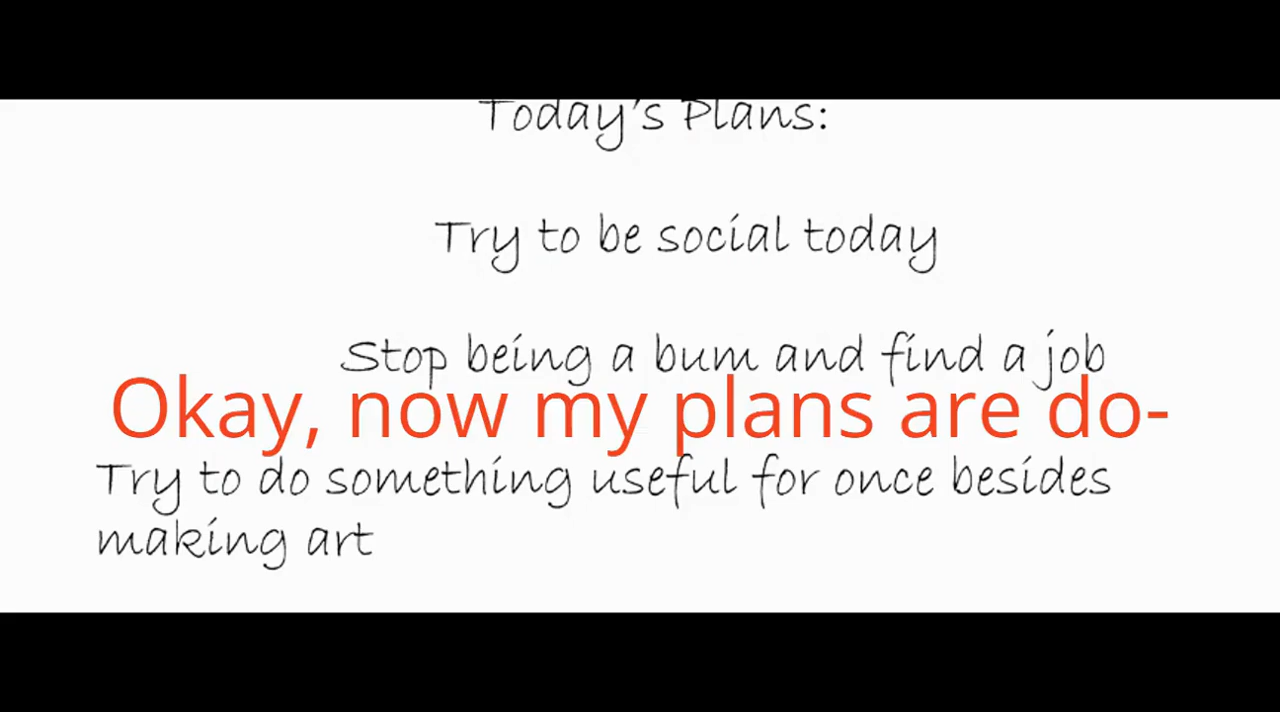 Today's Plans:
Try to be social today
Stop being a bum and find a job
Okay, now my plans are do-
Try to do something useful for once besides
making art